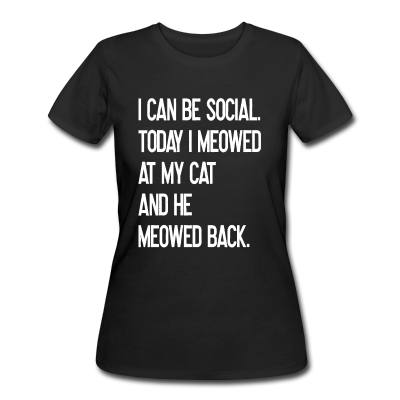 I CAN BE SOCIAL.
TODAY I MEOWED
AT MY CAT
AND HE
MEOWED BACK.